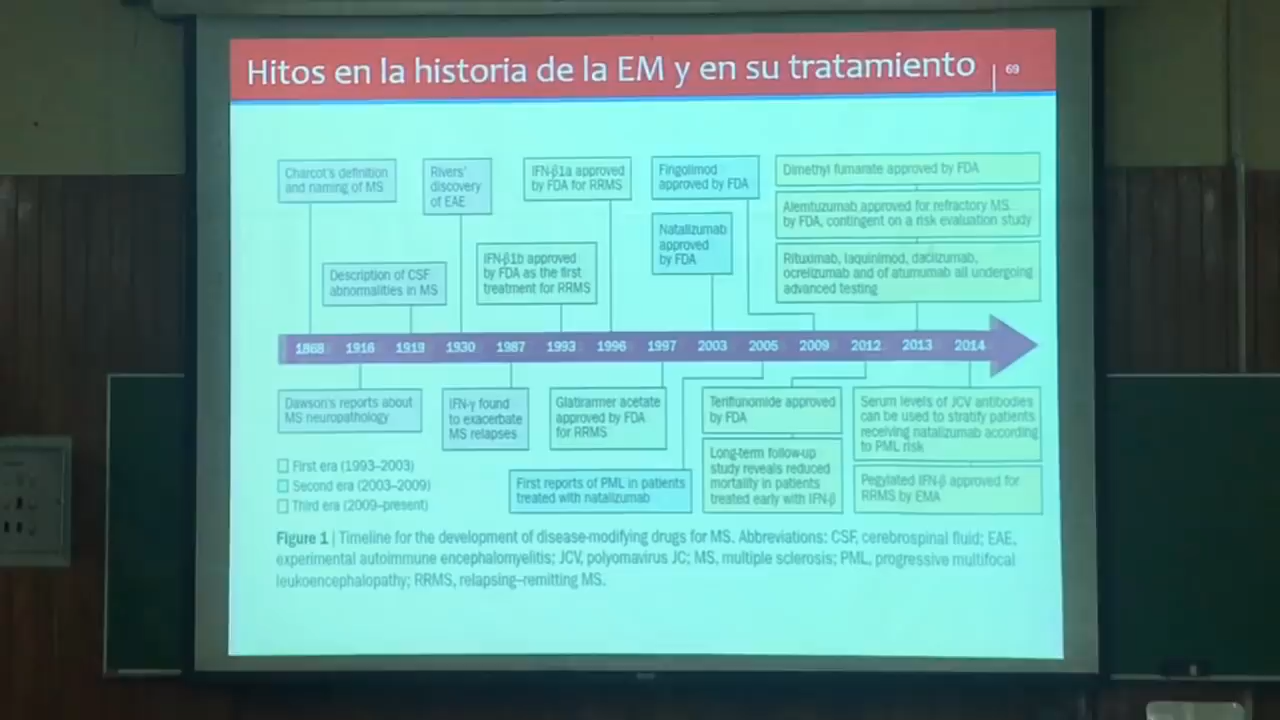 Hitos en la historia de la EM y en su tratamiento
69
Charcot's definition
and naming of MS
Rivers'
discovery
of EAE
IFN-β1a approved
by FDA for RRMS
Fingolimod
approved by FDA
Dimethyl fumarate approved by FDA
Alemtuzumab approved for refractory MS
by FDA, contingent on a risk evaluation study
Natalizumab
approved
by FDA
Description of CSF
abnormalities in MS
IFN-β1b approved
by FDA as the first
treatment for RRMS
Rituximab, laquinimod, daclizumab,
ocrelizumab and of atumumab all undergoing
advanced testing
1868 1916 1919 1930 1987 1993 1996 1997 2003 2005 2009 2012 2013 2014
Dawson's reports about
MS neuropathology
IFN-γ found
to exacerbate
MS relapses
Glatiramer acetate
approved by FDA
for RRMS
Teriflunomide approved
by FDA
Serum levels of JCV antibodies
can be used to stratify patients
receiving natalizumab according
to PML risk
First reports of PML in patients
treated with natalizumab
Long-term follow-up
study reveals reduced
mortality in patients
treated early with IFN-β
Pegylated IFN-β approved for
RRMS by EMA
First era (1993–2003)
Second era (2003–2009)
Third era (2009–present)
Figure 1 | Timeline for the development of disease-modifying drugs for MS. Abbreviations: CSF, cerebrospinal fluid; EAE,
experimental autoimmune encephalomyelitis; JCV, polyomavirus JC; MS, multiple sclerosis; PML, progressive multifocal
leukoencephalopathy; RRMS, relapsing–remitting MS.